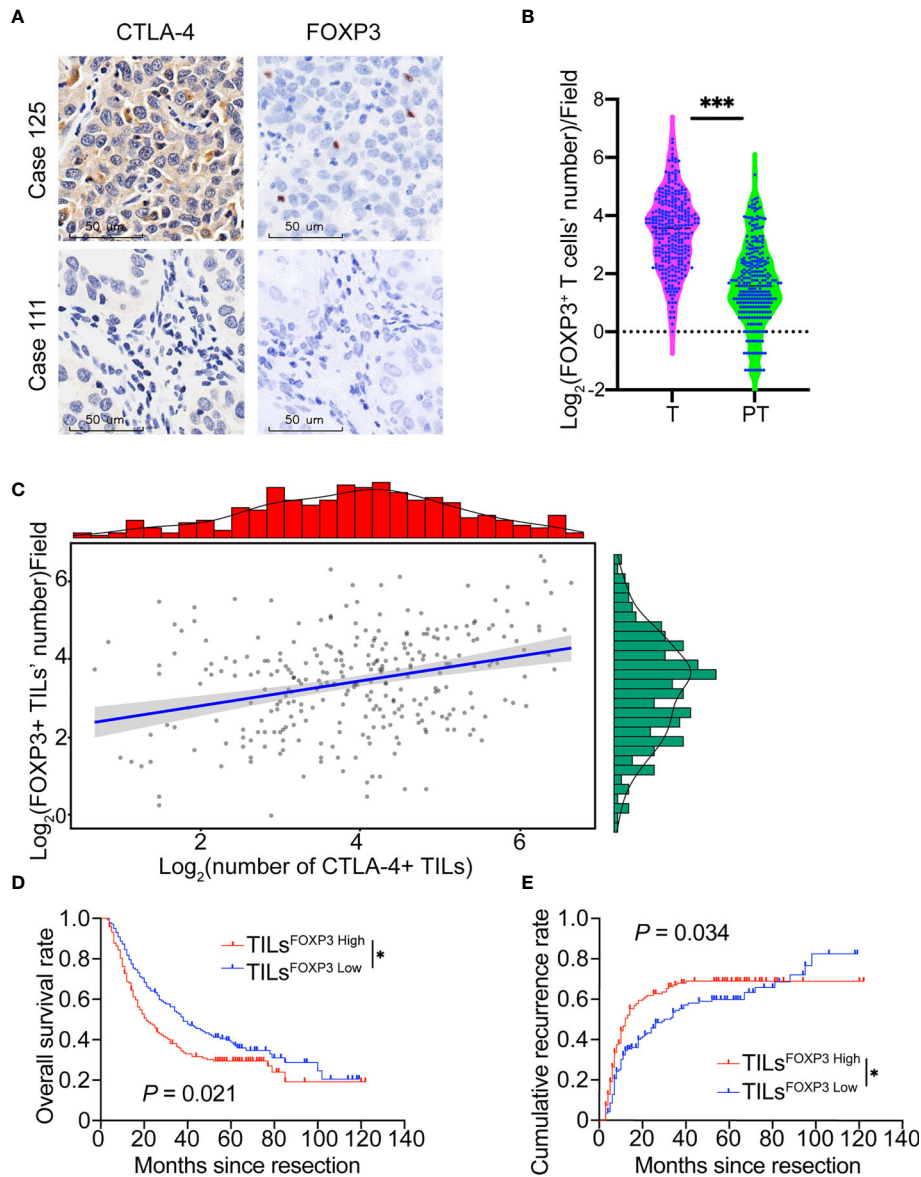 A
CTLA-4
FOXP3
Case 125
50 um
50 um
Case 111
50 um
50 um
B
Log2(FOXP3+ T cells' number)/Field
8
6
4
2
0
-2
***
T
PT
C
Log2(FOXP3+ TILs' number)Field
6
4
2
0
2
4
6
Log2(number of CTLA-4+ TILs)
D
Overall survival rate
1.0
0.8
0.6
0.4
0.2
0
TILsFOXP3 High
TILsFOXP3 Low
*
P = 0.021
0 20 40 60 80 100 120 140
Months since resection
E
Cumulative recurrence rate
1.0
0.8
0.6
0.4
0.2
0
P = 0.034
TILsFOXP3 High
TILsFOXP3 Low
*
0 20 40 60 80 100 120 140
Months since resection